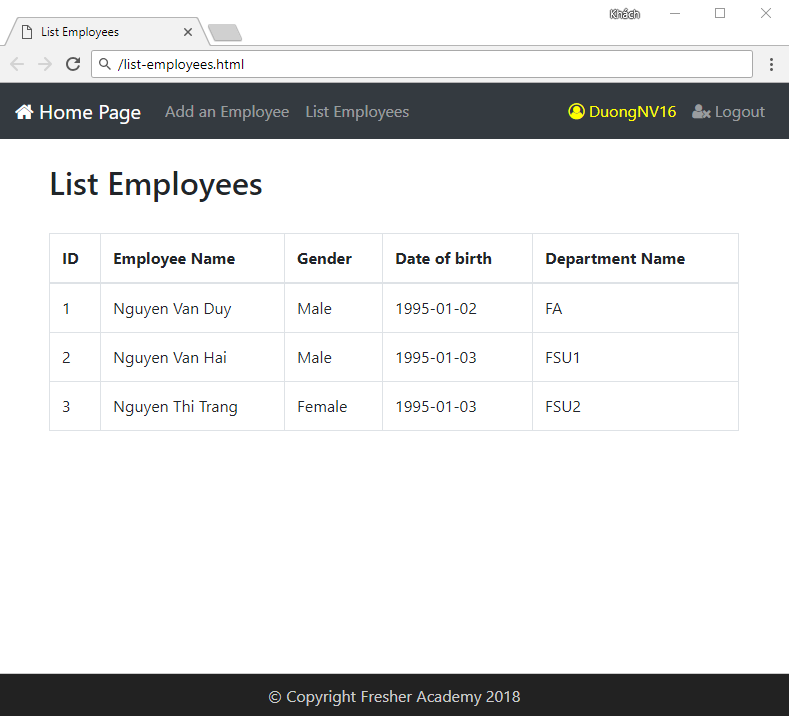 Khách
List Employees
/list-employees.html
Home Page Add an Employee List Employees DuongNV16 Logout
List Employees
ID Employee Name Gender Date of birth Department Name
1 Nguyen Van Duy Male 1995-01-02 FA
2 Nguyen Van Hai Male 1995-01-03 FSU1
3 Nguyen Thi Trang Female 1995-01-03 FSU2
© Copyright Fresher Academy 2018